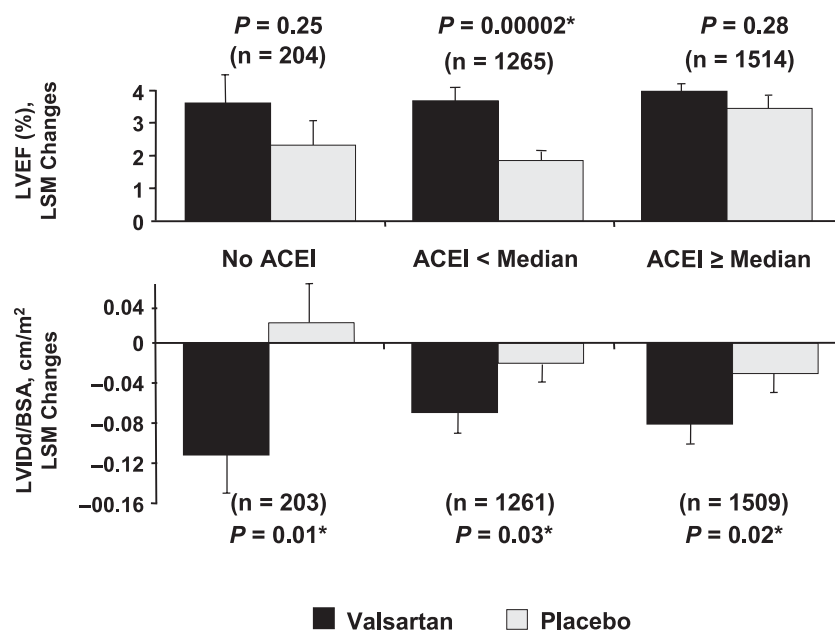 P = 0.25
(n = 204)
P = 0.00002*
(n = 1265)
P = 0.28
(n = 1514)
LVEF (%),
LSM Changes
4
3
2
1
0
No ACEI
ACEI < Median
ACEI ≥ Median
LVIDd/BSA, cm/m²
LSM Changes
0.04
0
–0.04
–0.08
–0.12
–00.16
(n = 203)
P = 0.01*
(n = 1261)
P = 0.03*
(n = 1509)
P = 0.02*
Valsartan
Placebo